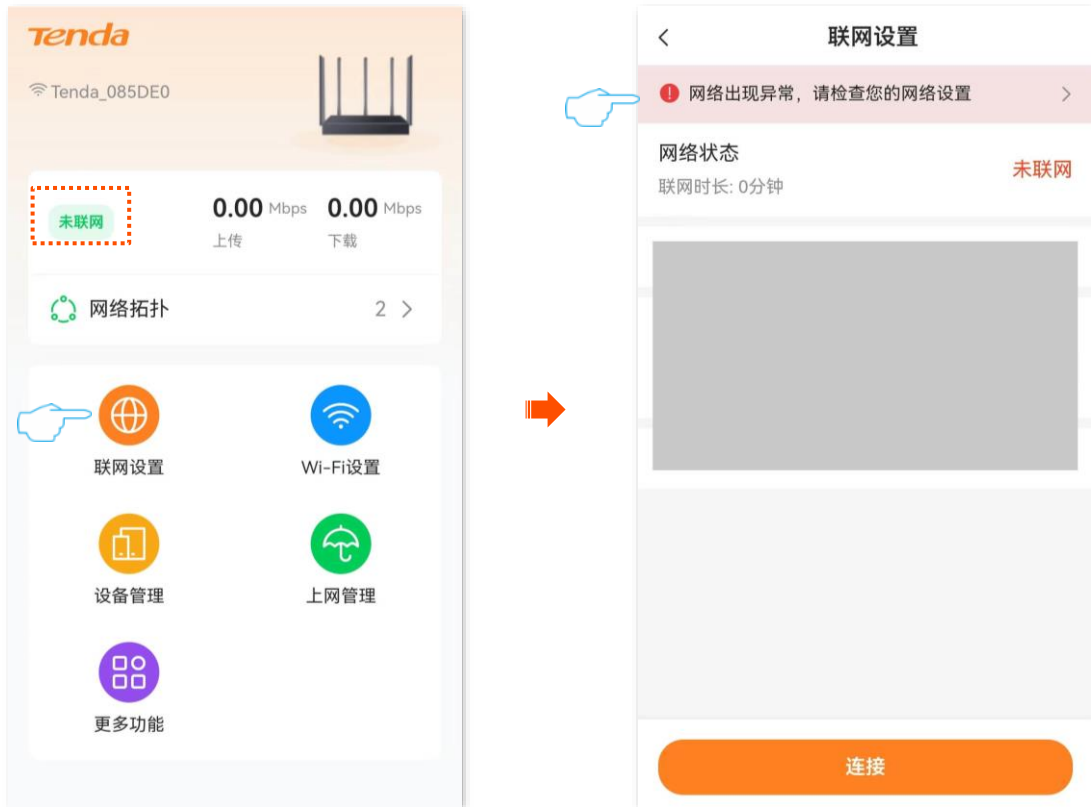 Tenda
Tenda_085DE0
未联网
0.00 Mbps 0.00 Mbps
上传 下载
网络拓扑 2
联网设置 Wi-Fi设置
设备管理 上网管理
更多功能
联网设置
网络出现异常，请检查您的网络设置
网络状态
未联网
联网时长: 0分钟
连接